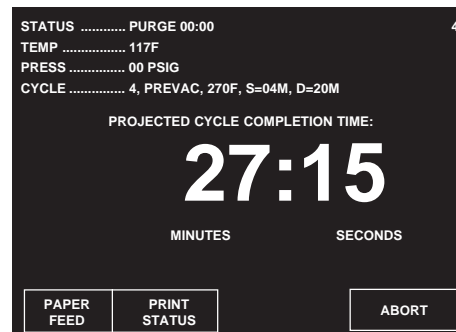 STATUS ............ PURGE 00:00 4
TEMP ................. 117F
PRESS ............... 00 PSIG
CYCLE ............... 4, PREVAC, 270F, S=04M, D=20M
PROJECTED CYCLE COMPLETION TIME:
27:15
MINUTES SECONDS
PAPER FEED
PRINT STATUS
ABORT